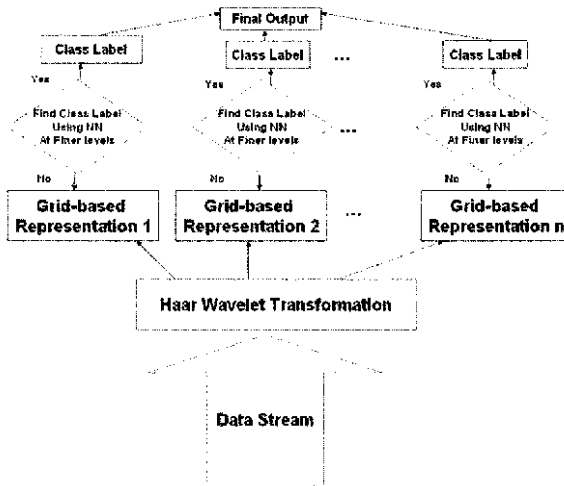 Final Output
Class Label
Class Label
...
Class Label
Yes
Yes
Yes
Find Class Label
Using NN
At Finer levels
Find Class Label
Using NN
At Finer levels
...
Find Class Label
Using NN
At Finer levels
No
No
No
Grid-based
Representation 1
Grid-based
Representation 2
...
Grid-based
Representation n
Haar Wavelet Transformation
Data Stream